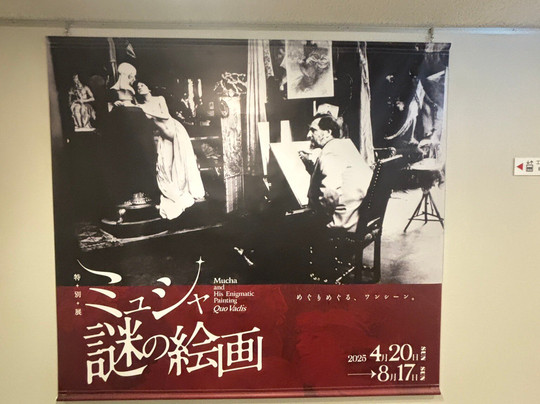 特・別・展
ミュシャ
謎の絵画
Mucha
and
His Enigmatic
Painting
Quo Vadis
めぐりめぐる、ワンシーン。
2025 4月20日 SUN
→8月17日 SUN